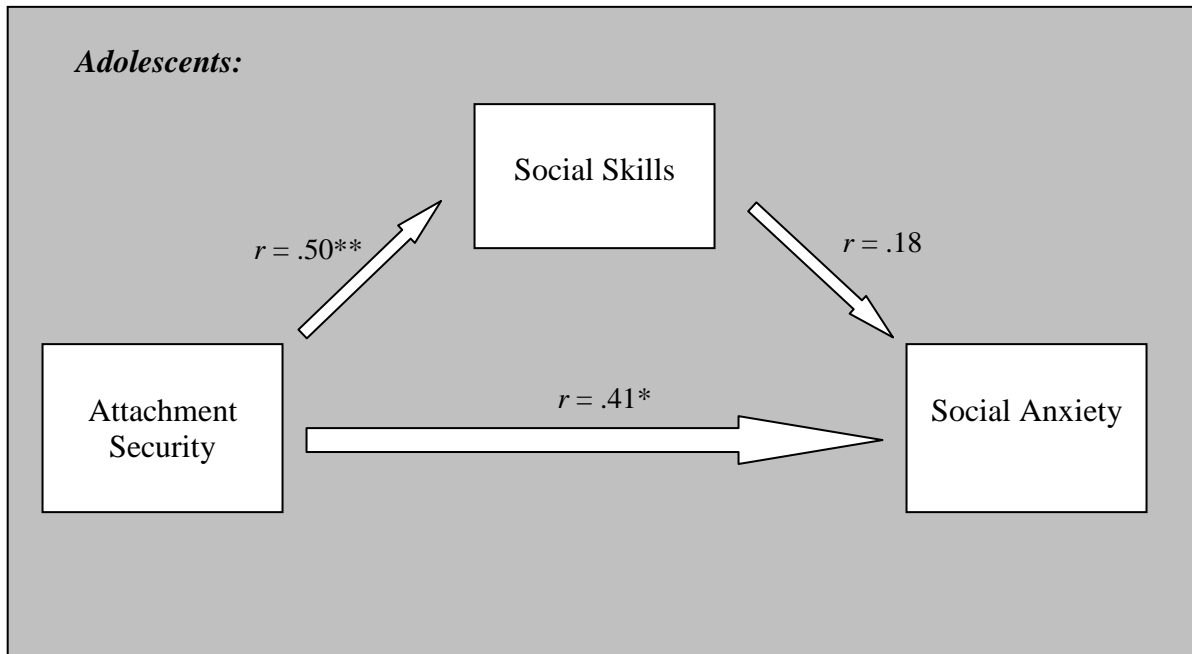 Adolescents:
Social Skills
r = .50**
r = .18
Attachment
Security
r = .41*
Social Anxiety